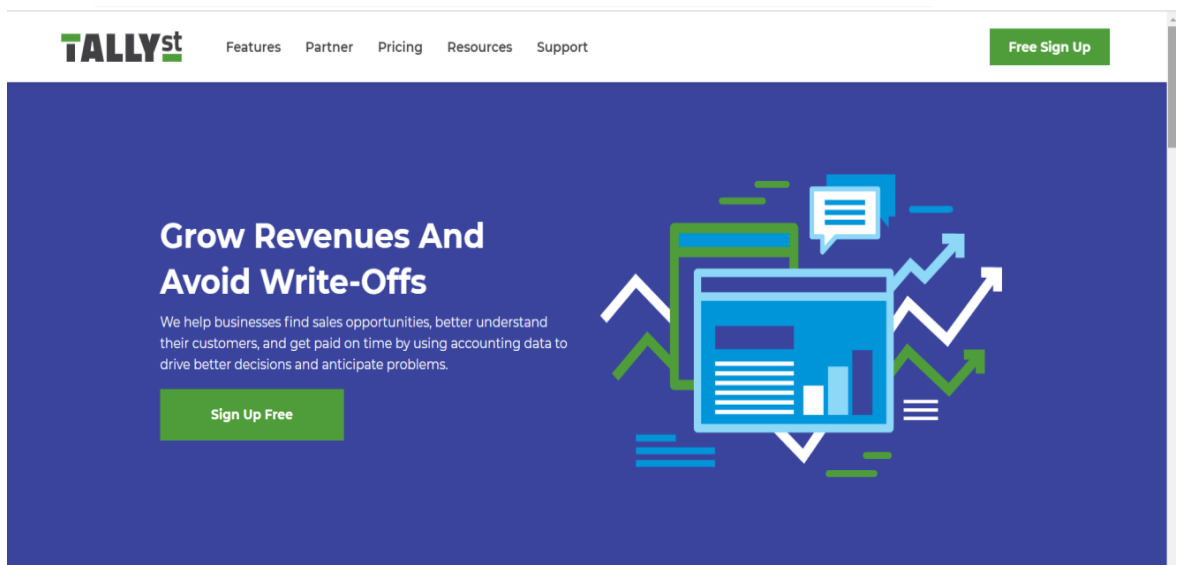 TALLYst
Features Partner Pricing Resources Support
Free Sign Up
Grow Revenues And
Avoid Write-Offs
We help businesses find sales opportunities, better understand
their customers, and get paid on time by using accounting data to
drive better decisions and anticipate problems.
Sign Up Free